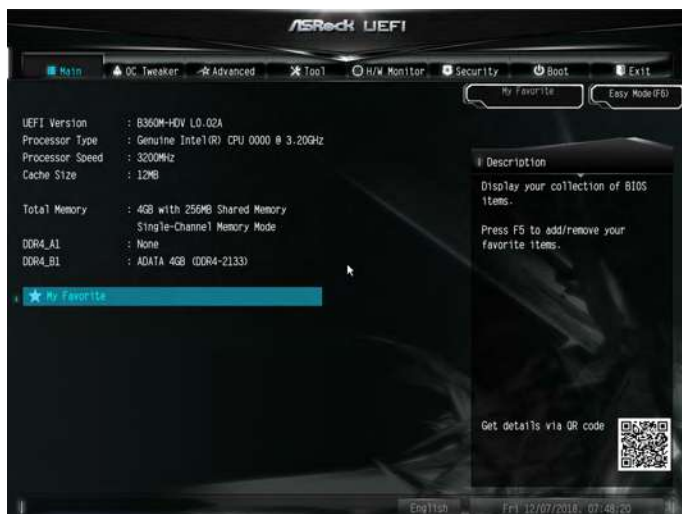 ASRock UEFI
Main OC Tweaker Advanced Tool H/W Monitor Security Boot Exit
My Favorite Easy Mode(F6)
UEFI Version : B360M-HDV L0.02A
Processor Type : Genuine Intel(R) CPU 0000 @ 3.20GHz
Processor Speed : 3200MHz
Cache Size : 12MB
Total Memory : 4GB with 256MB Shared Memory
Single-Channel Memory Mode
DDR4_A1 : None
DDR4_B1 : ADATA 4GB (DDR4-2133)
My Favorite
Description
Display your collection of BIOS
items.
Press F5 to add/remove your
favorite items.
Get details via QR code
English Fri 12/07/2018, 07:48:20